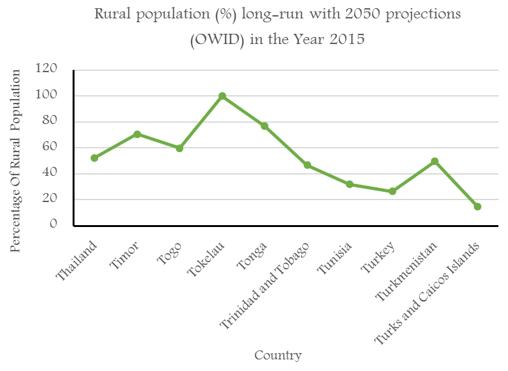 Rural population (%) long-run with 2050 projections
(OWID) in the Year 2015
Percentage Of Rural Population
120
100
80
60
40
20
0
Thailand
Timor
Togo
Tokelau
Tonga
Trinidad and Tobago
Tunisia
Turkey
Turkmenistan
Turks and Caicos Islands
Country